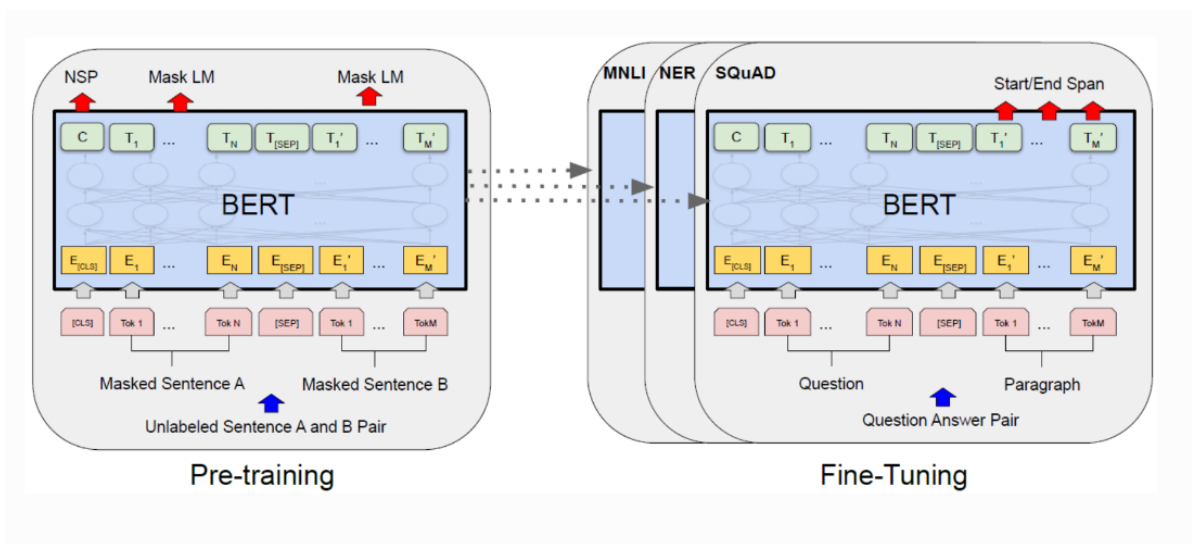 NSP Mask LM Mask LM
C T1 ... TN T[SEP] T1' ... TM'
...
BERT
...
E[CLS] E1 ... EN E[SEP] E1' ... EM'
[CLS] Tok 1 ... Tok N [SEP] Tok 1 ... TokM
Masked Sentence A Masked Sentence B
Unlabeled Sentence A and B Pair
Pre-training
MNLI NER SQuAD
Start/End Span
C T1 ... TN T[SEP] T1' ... TM'
...
BERT
...
E[CLS] E1 ... EN E[SEP] E1' ... EM'
[CLS] Tok 1 ... Tok N [SEP] Tok 1 ... TokM
Question Paragraph
Question Answer Pair
Fine-Tuning